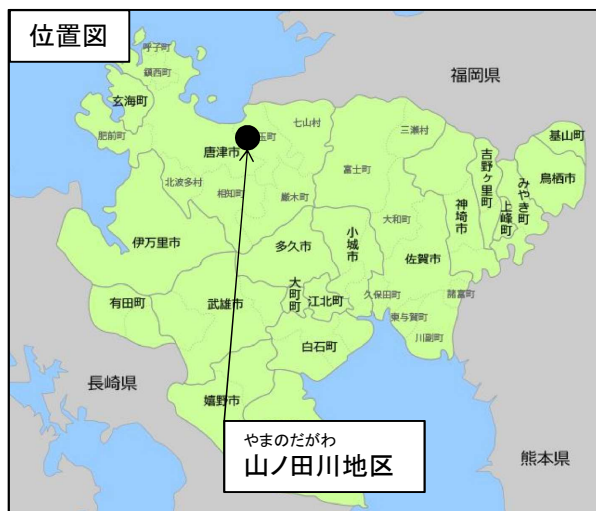 位置図
呼子町
鎮西町
玄海町
福岡県
肥前町
七山村
三瀬村
基山町
玉町
唐津市
吉野ヶ里町
みやき町
鳥栖市
上峰町
北波多村
相知町
厳木町
富士町
神埼市
小城市
大和町
伊万里市
多久市
佐賀市
大町町
江北町
久保田町
諸富町
有田町
武雄市
東与賀町
川副町
白石町
長崎県
嬉野市
やまのだがわ
山ノ田川地区
熊本県